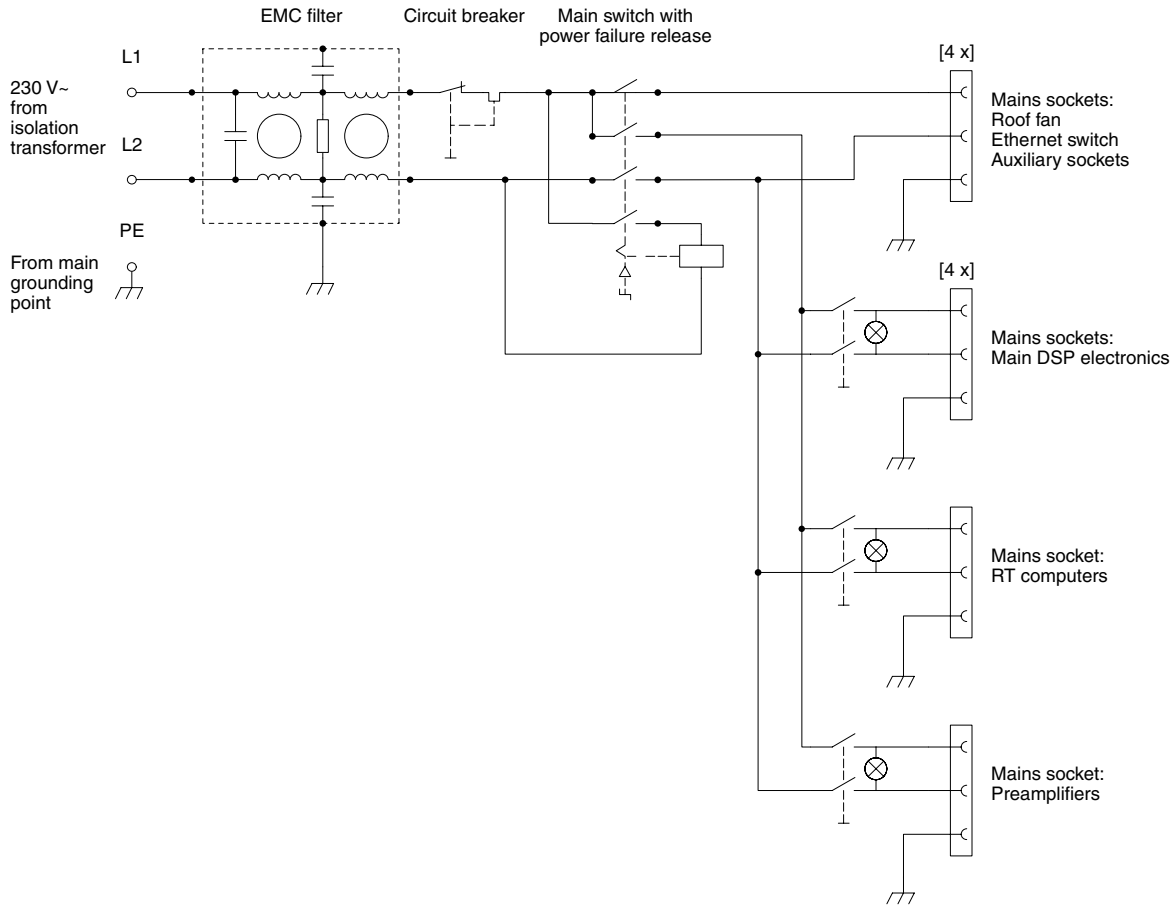 EMC filter
Circuit breaker
Main switch with
power failure release
L1
230 V~
from
isolation
transformer
L2
PE
From main
grounding
point
[4 x]
Mains sockets:
Roof fan
Ethernet switch
Auxiliary sockets
[4 x]
Mains sockets:
Main DSP electronics
Mains socket:
RT computers
Mains socket:
Preamplifiers